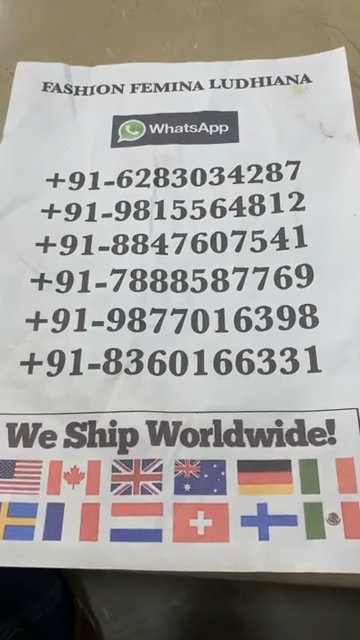 FASHION FEMINA LUDHIANA
WhatsApp
+91-6283034287
+91-9815564812
+91-8847607541
+91-7888587769
+91-9877016398
+91-8360166331
We Ship Worldwide!